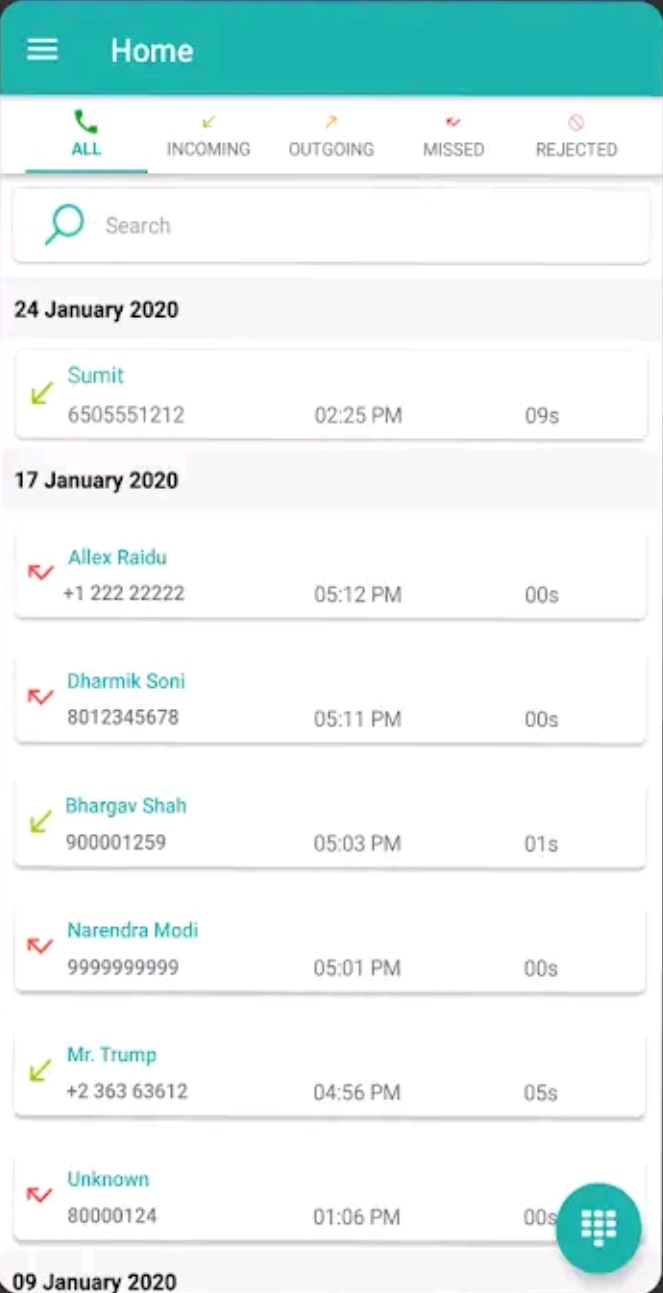 Home
ALL INCOMING OUTGOING MISSED REJECTED
Search
24 January 2020
Sumit
6505551212 02:25 PM 09s
17 January 2020
Allex Raidu
+1 222 22222 05:12 PM 00s
Dharmik Soni
8012345678 05:11 PM 00s
Bhargav Shah
900001259 05:03 PM 01s
Narendra Modi
9999999999 05:01 PM 00s
Mr. Trump
+2 363 63612 04:56 PM 05s
Unknown
80000124 01:06 PM 00s
09 January 2020